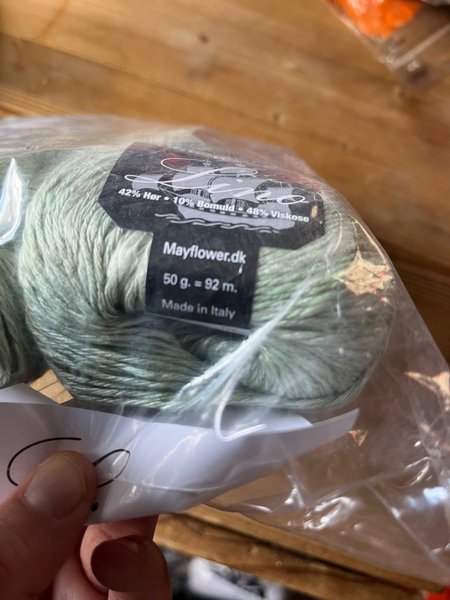 42% Hør • 10% Bomuld • 48% Viskose
Mayflower.dk
50 g. = 92 m.
Made in Italy